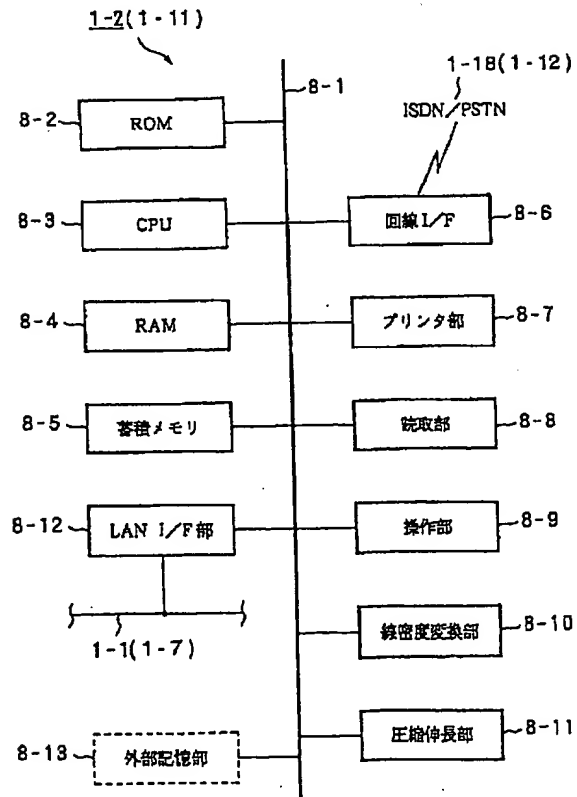 1-2(1-11)
8-1
1-18(1-12)
ISDN/PSTN
8-2
ROM
8-3
CPU
回線I/F
8-6
8-4
RAM
プリンタ部
8-7
8-5
蓄積メモリ
読取部
8-8
8-12
LAN I/F部
操作部
8-9
1-1(1-7)
線密度変換部
8-10
8-13
外部記憶部
圧縮伸長部
8-11